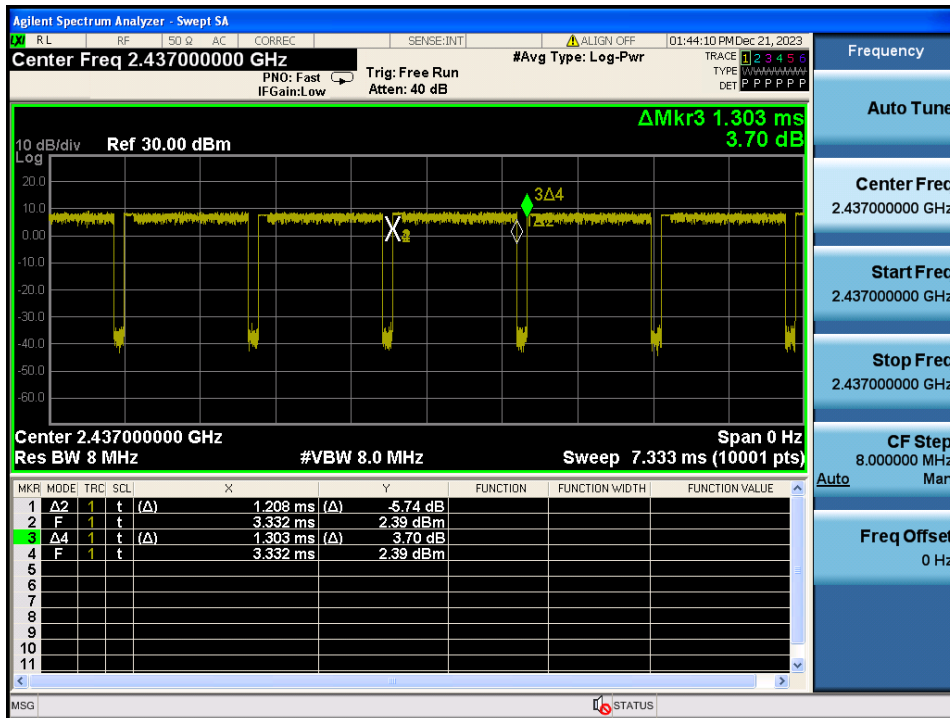 Agilent Spectrum Analyzer - Swept SA
LXI RL RF 50 Ω AC CORREC SENSE:INT ALIGN OFF 01:44:10 PM Dec 21, 2023
Center Freq 2.437000000 GHz
PNO: Fast
IFGain:Low
Trig: Free Run
Atten: 40 dB
#Avg Type: Log-Pwr
TRACE 1 2 3 4 5 6
TYPE
DET P P P P P P
ΔMkr3 1.303 ms
3.70 dB
10 dB/div Ref 30.00 dBm
Log
20.0
10.0
0.00
-10.0
-20.0
-30.0
-40.0
-50.0
-60.0
3Δ4
X
Center 2.437000000 GHz Span 0 Hz
Res BW 8 MHz #VBW 8.0 MHz Sweep 7.333 ms (10001 pts)
MKR MODE TRC SCL X Y FUNCTION FUNCTION WIDTH FUNCTION VALUE
1 Δ2 1 t (Δ) 1.208 ms (Δ) -5.74 dB
2 F 1 t 3.332 ms 2.39 dBm
3 Δ4 1 t (Δ) 1.303 ms (Δ) 3.70 dB
4 F 1 t 3.332 ms 2.39 dBm
5
6
7
8
9
10
11
MSG STATUS
Frequency
Auto Tune
Center Freq
2.437000000 GHz
Start Freq
2.437000000 GHz
Stop Freq
2.437000000 GHz
CF Step
8.000000 MHz
Auto Man
Freq Offset
0 Hz